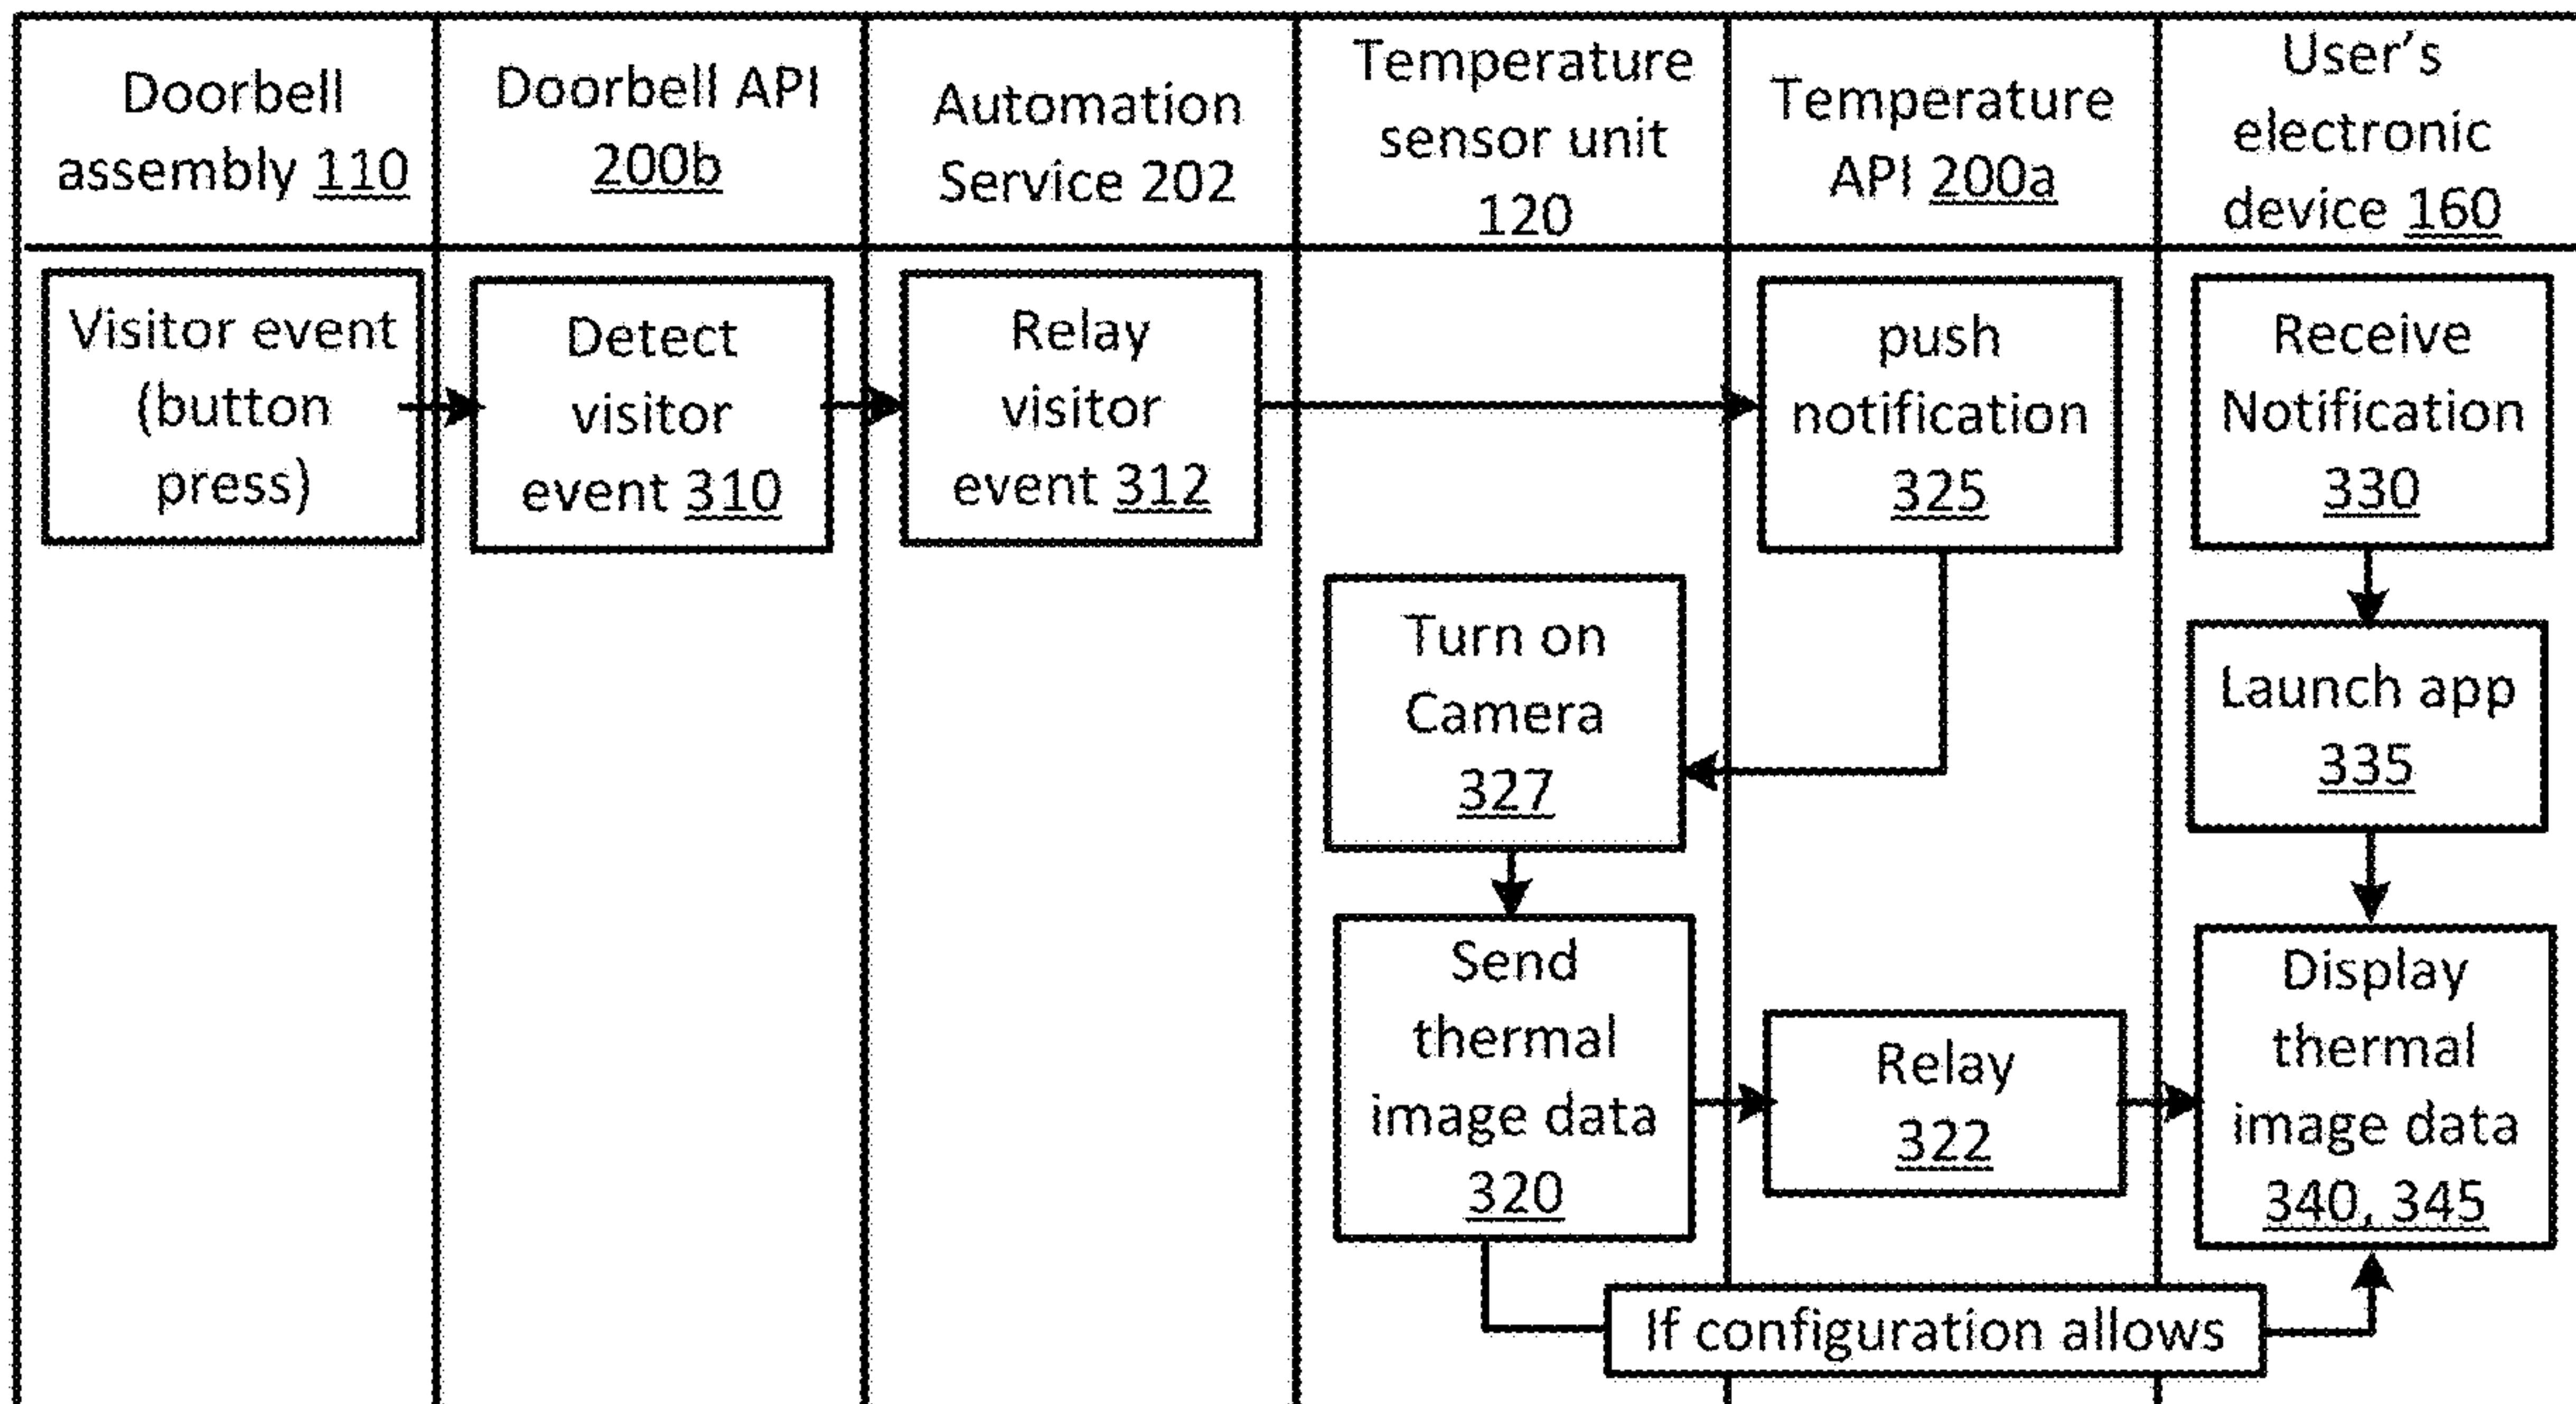 Doorbell
assembly 110
Doorbell API
200b
Automation
Service 202
Temperature
sensor unit
120
Temperature
API 200a
User's
electronic
device 160
Visitor event
(button
press)
Detect
visitor
event 310
Relay
visitor
event 312
push
notification
325
Receive
Notification
330
Turn on
Camera
327
Launch app
335
Send
thermal
image data
320
Relay
322
Display
thermal
image data
340, 345
If configuration allows